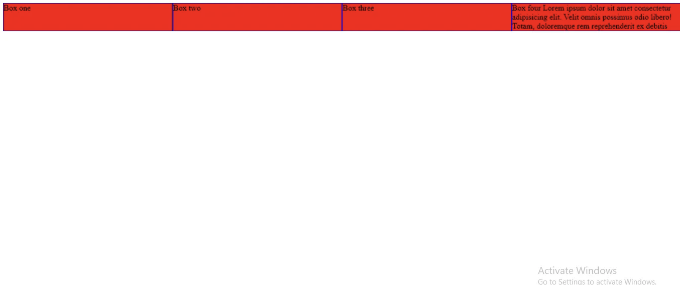 Box one
Box two
Box three
Box four Lorem ipsum dolor sit amet consectetur
adipisicing elit. Velit omnis possimus odio libero!
Totam, doloremque rem reprehenderit ex debitis
Activate Windows
Go to Settings to activate Windows.